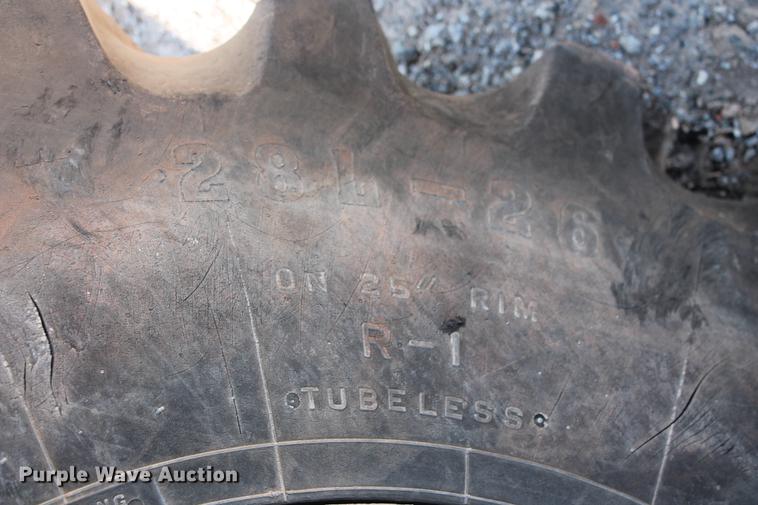 28L-26
ON 25" RIM
R-1
TUBELESS
Purple Wave Auction